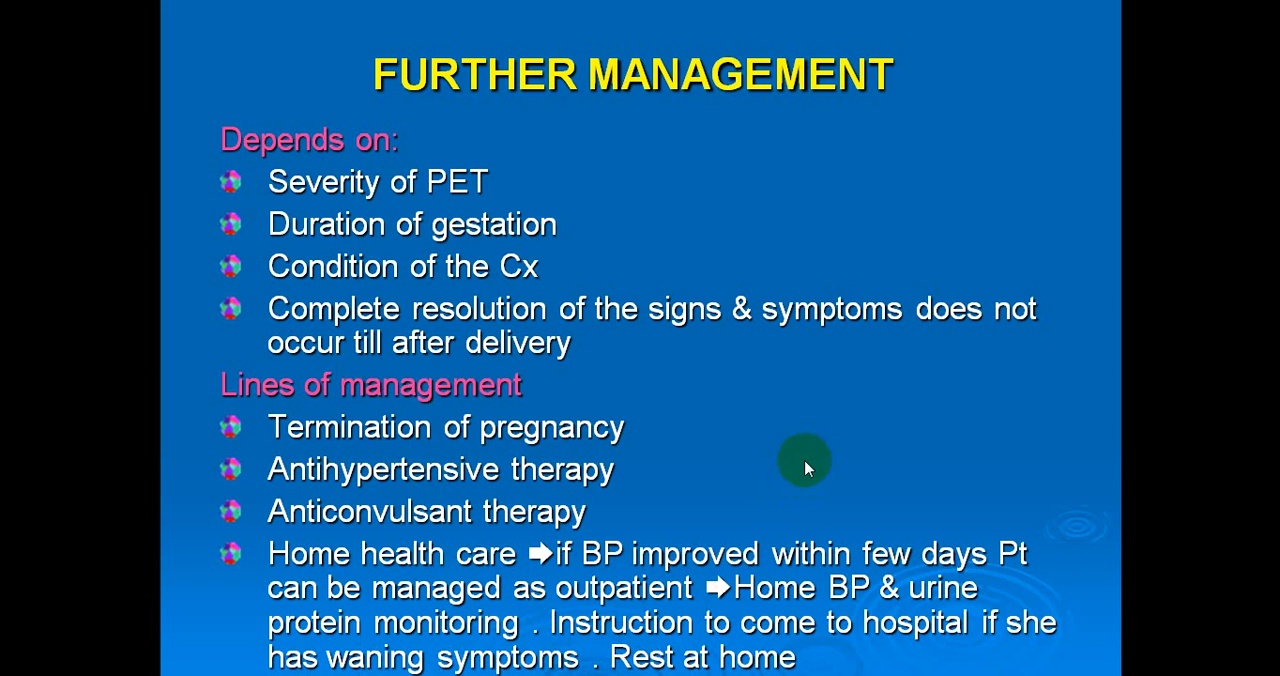 FURTHER MANAGEMENT
Depends on:
Severity of PET
Duration of gestation
Condition of the Cx
Complete resolution of the signs & symptoms does not
occur till after delivery
Lines of management
Termination of pregnancy
Antihypertensive therapy
Anticonvulsant therapy
Home health care ➡if BP improved within few days Pt
can be managed as outpatient ➡Home BP & urine
protein monitoring . Instruction to come to hospital if she
has waning symptoms . Rest at home